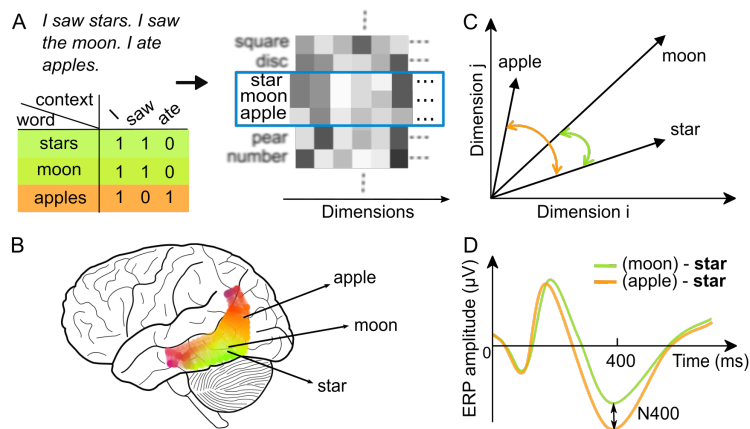 A
I saw stars. I saw
the moon. I ate
apples.
context
word
I saw ate
stars 1 1 0
moon 1 1 0
apples 1 0 1
square
disc
star ...
moon ...
apple
pear
number
Dimensions
B
apple
moon
star
C
Dimension j
apple
moon
star
Dimension i
D
ERP amplitude (µV)
(moon) - star
(apple) - star
0
400
Time (ms)
N400